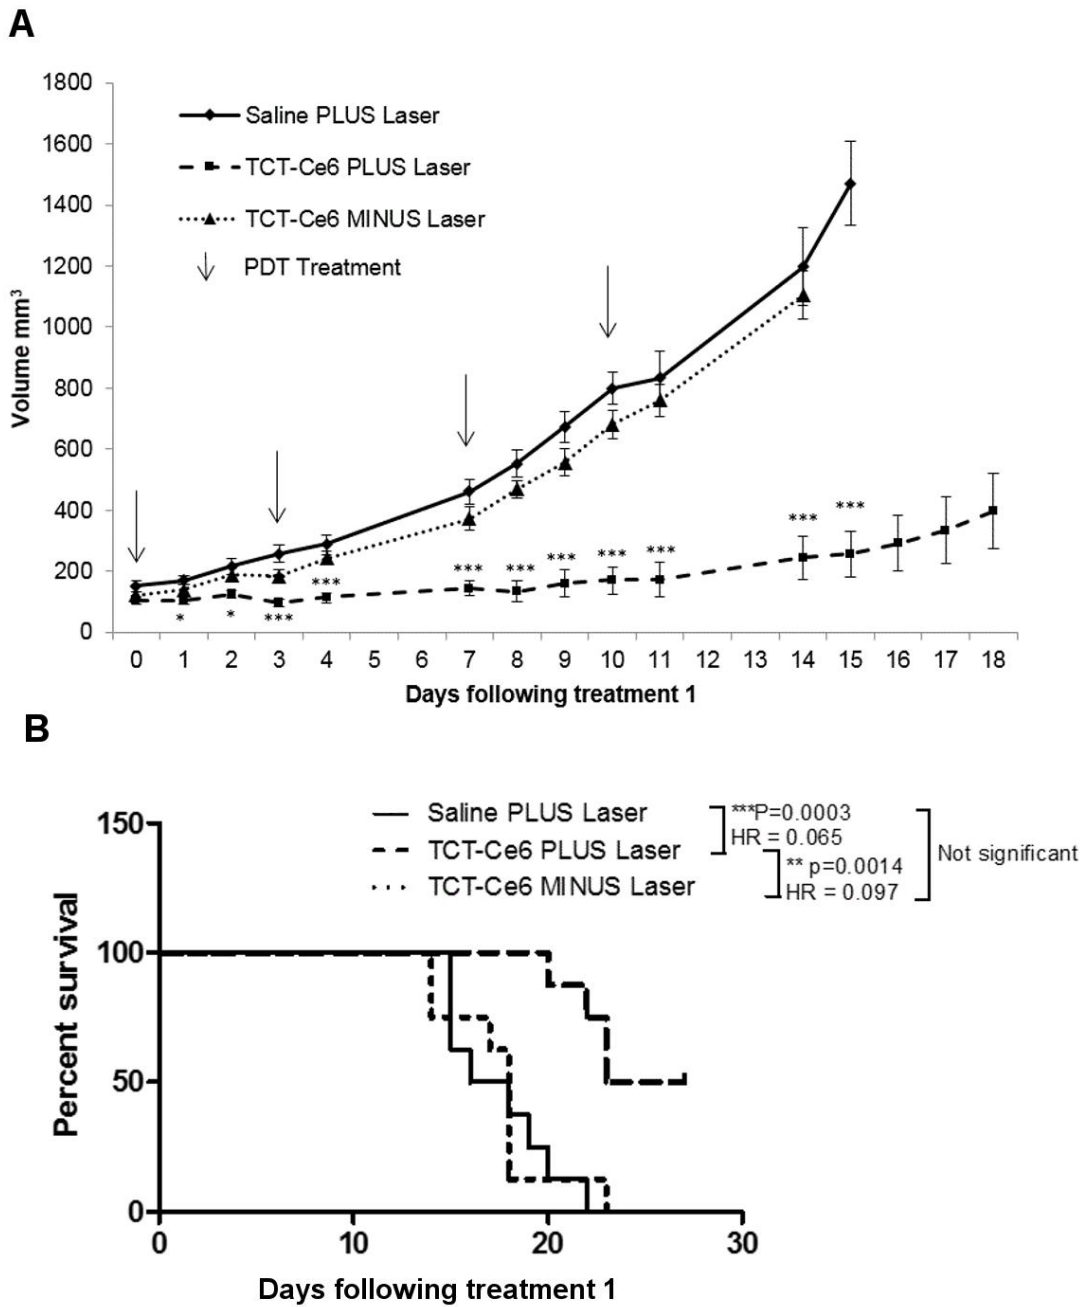 A
1800
1600
1400
1200
1000
800
600
400
200
0
Volume mm³
Saline PLUS Laser
TCT-Ce6 PLUS Laser
TCT-Ce6 MINUS Laser
PDT Treatment
* * *** *** *** *** *** *** *** *** ***
0 1 2 3 4 5 6 7 8 9 10 11 12 13 14 15 16 17 18
Days following treatment 1
B
Saline PLUS Laser
TCT-Ce6 PLUS Laser
TCT-Ce6 MINUS Laser
***P=0.0003
HR = 0.065
** p=0.0014
HR = 0.097
Not significant
150
100
50
0
Percent survival
0 10 20 30
Days following treatment 1